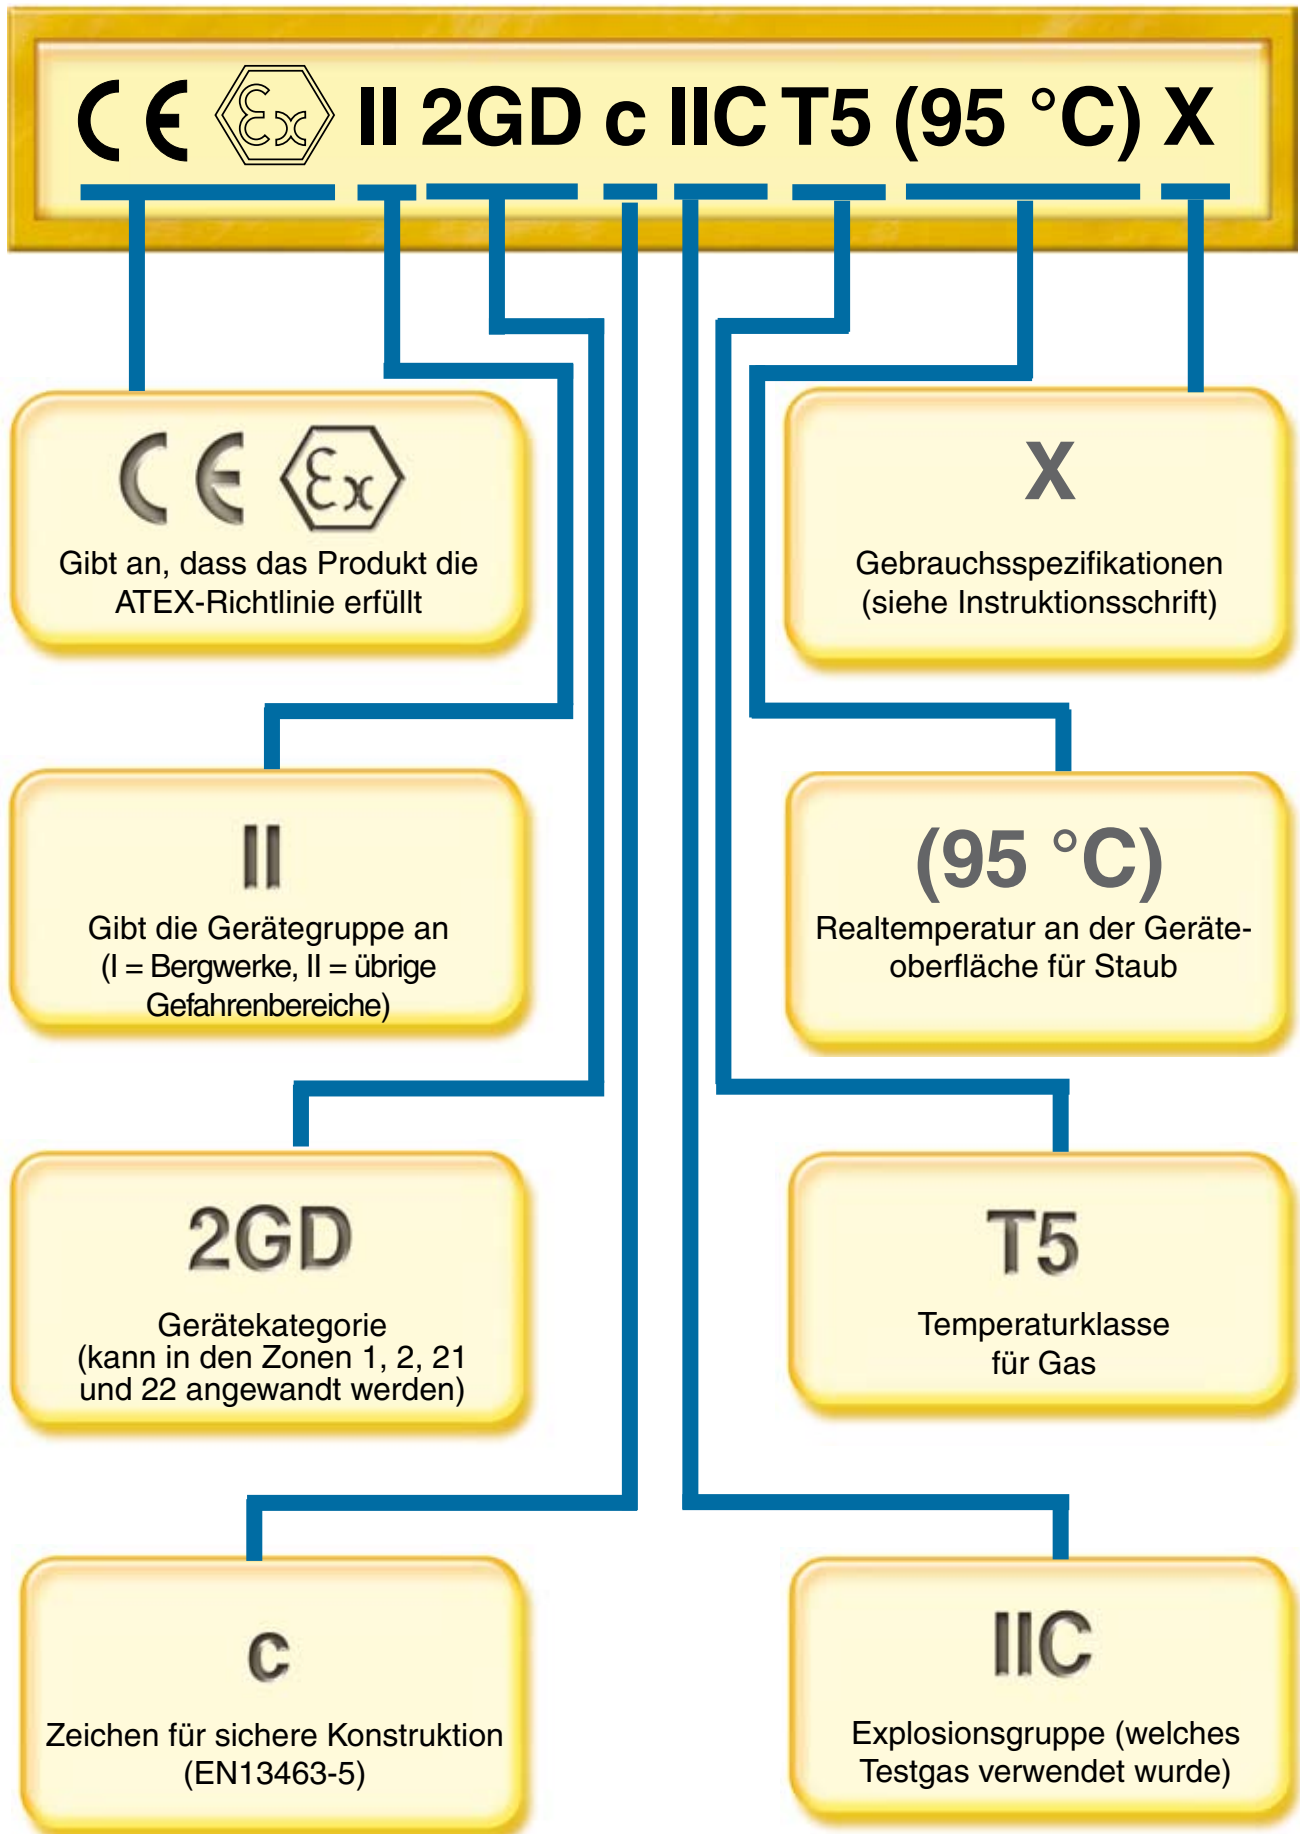 CE Ex II 2GD c IIC T5 (95 °C) X
CE Ex
Gibt an, dass das Produkt die
ATEX-Richtlinie erfüllt
X
Gebrauchsspezifikationen
(siehe Instruktionsschrift)
II
Gibt die Gerätegruppe an
(I = Bergwerke, II = übrige
Gefahrenbereiche)
(95 °C)
Realtemperatur an der Geräte-
oberfläche für Staub
2GD
Gerätekategorie
(kann in den Zonen 1, 2, 21
und 22 angewandt werden)
T5
Temperaturklasse
für Gas
c
Zeichen für sichere Konstruktion
(EN13463-5)
IIC
Explosionsgruppe (welches
Testgas verwendet wurde)